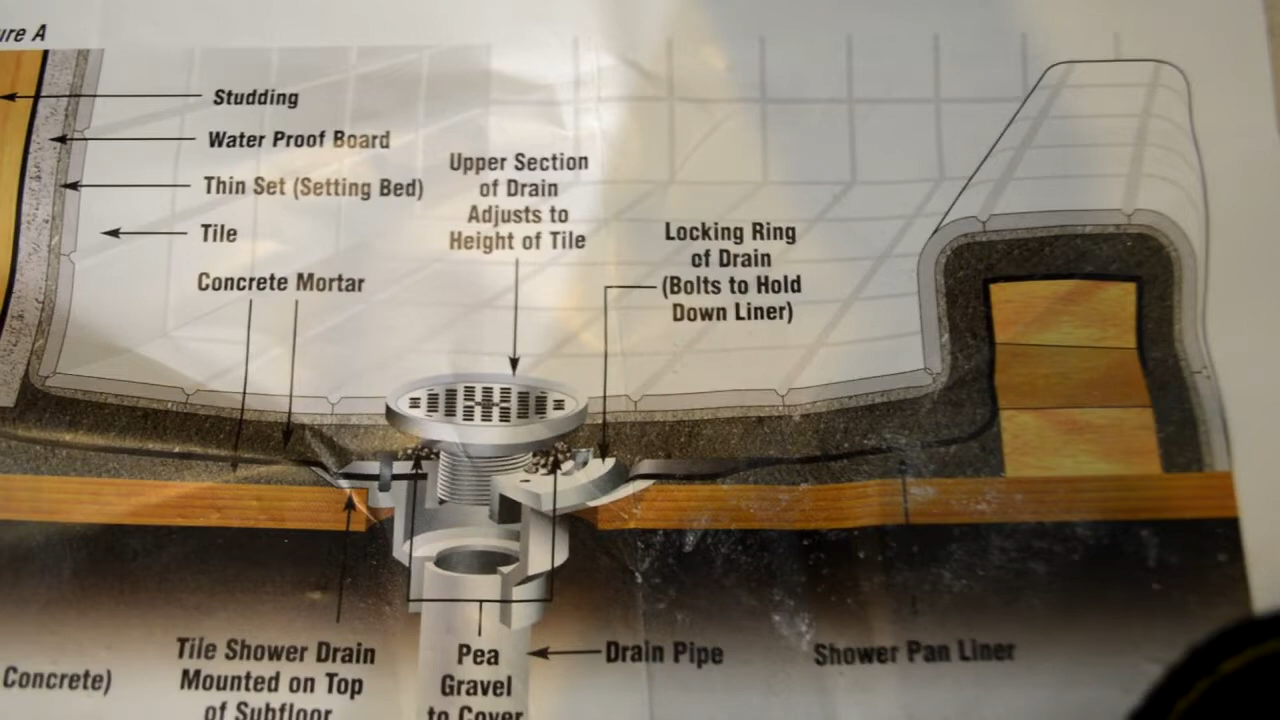 ure A
Studding
Water Proof Board
Thin Set (Setting Bed)
Tile
Concrete Mortar
Upper Section
of Drain
Adjusts to
Height of Tile
Locking Ring
of Drain
(Bolts to Hold
Down Liner)
Concrete)
Tile Shower Drain
Mounted on Top
of Subfloor
Pea
Gravel
to Cover
Drain Pipe
Shower Pan Liner